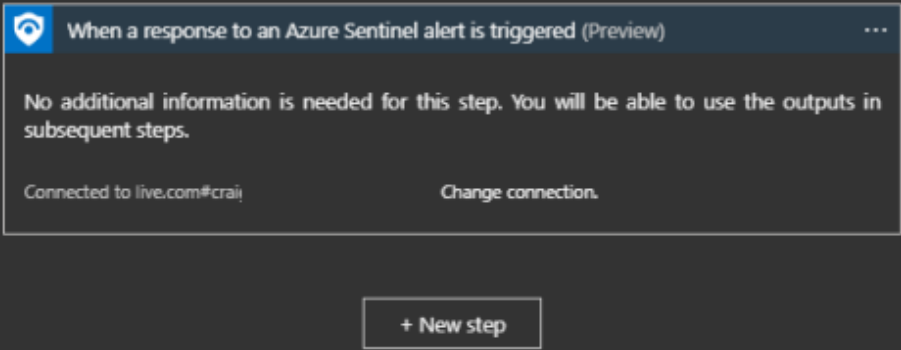 When a response to an Azure Sentinel alert is triggered (Preview)
No additional information is needed for this step. You will be able to use the outputs in
subsequent steps.
Connected to live.com#craig Change connection.
+ New step